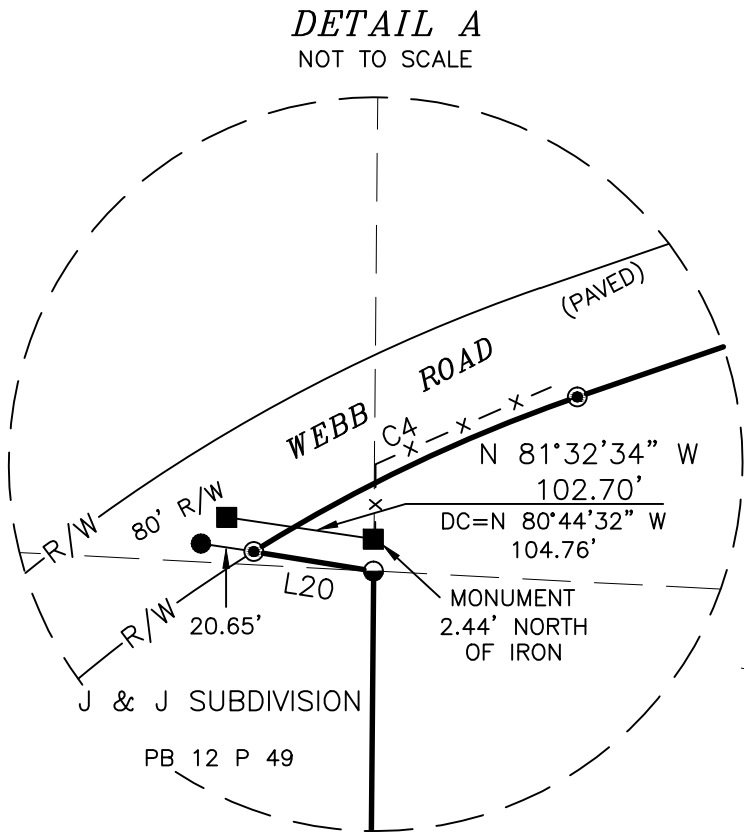 DETAIL A
NOT TO SCALE
(PAVED)
WEBB ROAD
C4
N 81°32'34" W
102.70'
DC=N 80°44'32" W
104.76'
80' R/W
R/W
R/W
L20
20.65'
MONUMENT
2.44' NORTH
OF IRON
J & J SUBDIVISION
PB 12 P 49